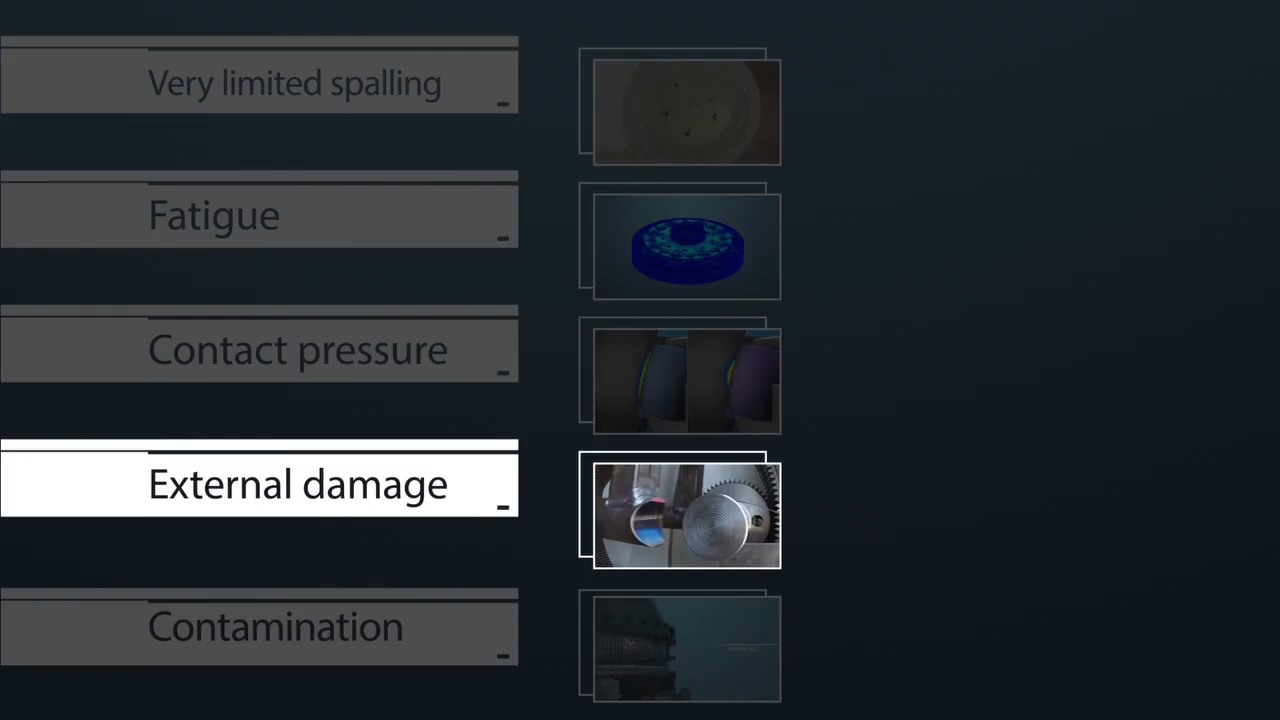 Very limited spalling
Fatigue
Contact pressure
External damage
Contamination